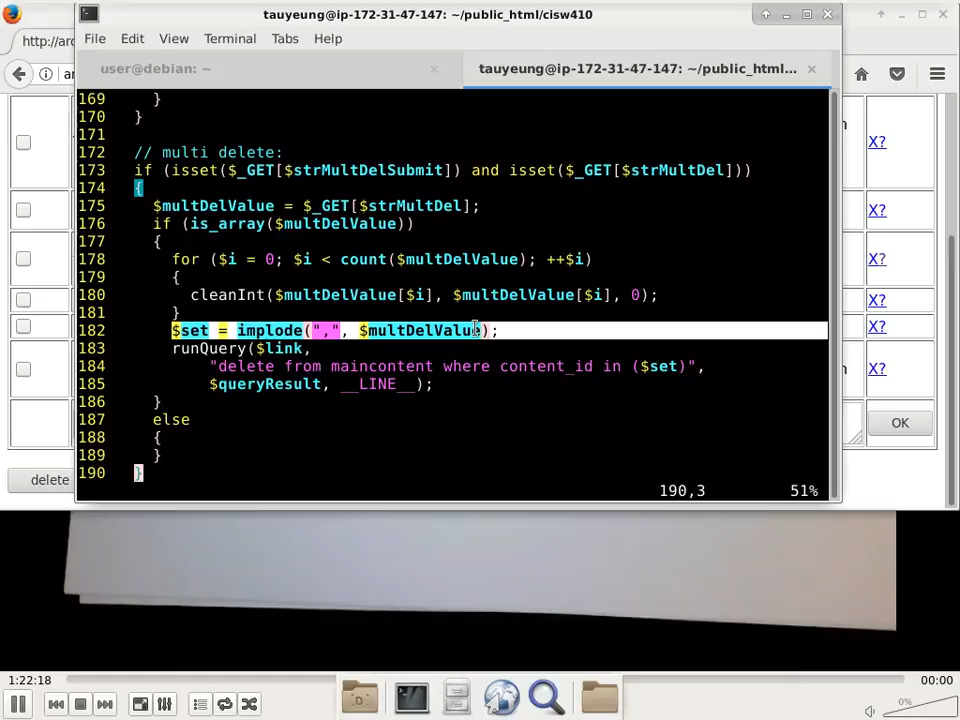 tauyeung@ip-172-31-47-147: ~/public_html/cisw410
File Edit View Terminal Tabs Help
http://arc
user@debian: ~
tauyeung@ip-172-31-47-147: ~/public_html...
169 }
170 }
171
172 // multi delete:
173 if (isset($_GET[$strMultDelSubmit]) and isset($_GET[$strMultDel]))
174 {
175 $multDelValue = $_GET[$strMultDel];
176 if (is_array($multDelValue))
177 {
178 for ($i = 0; $i < count($multDelValue); ++$i)
179 {
180 cleanInt($multDelValue[$i], $multDelValue[$i], 0);
181 }
182 $set = implode(",", $multDelValue);
183 runQuery($link,
184 "delete from maincontent where content_id in ($set)",
185 $queryResult, __LINE__);
186 }
187 else
188 {
189 }
190 }
190,3 51%
X?
X?
X?
X?
X?
X?
OK
delete
1:22:18 00:00
0%